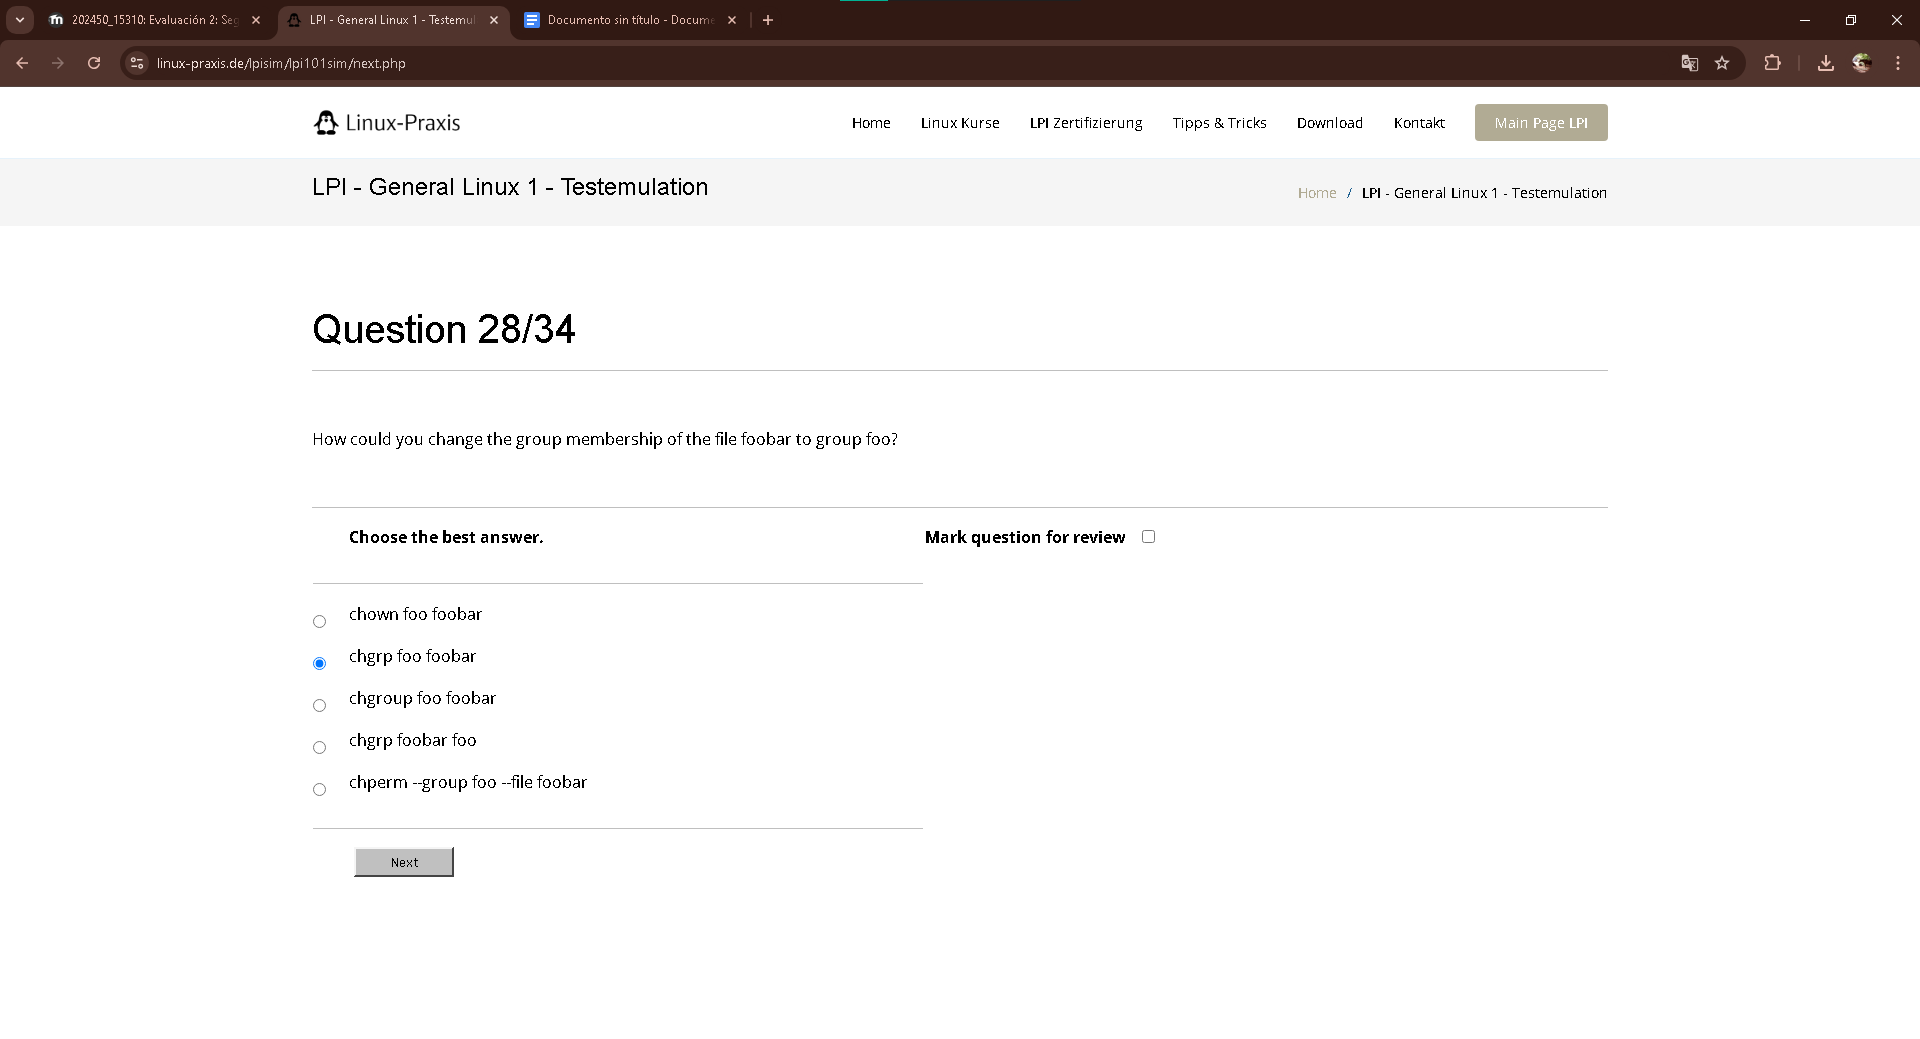 202450_15310: Evaluación 2: Seg
LPI - General Linux 1 - Testemul
Documento sin título - Docume
linux-praxis.de/lpisim/lpi101sim/next.php
Linux-Praxis
Home
Linux Kurse
LPI Zertifizierung
Tipps & Tricks
Download
Kontakt
Main Page LPI
LPI - General Linux 1 - Testemulation
Home / LPI - General Linux 1 - Testemulation
Question 28/34
How could you change the group membership of the file foobar to group foo?
Choose the best answer.
Mark question for review
chown foo foobar
chgrp foo foobar
chgroup foo foobar
chgrp foobar foo
chperm --group foo --file foobar
Next